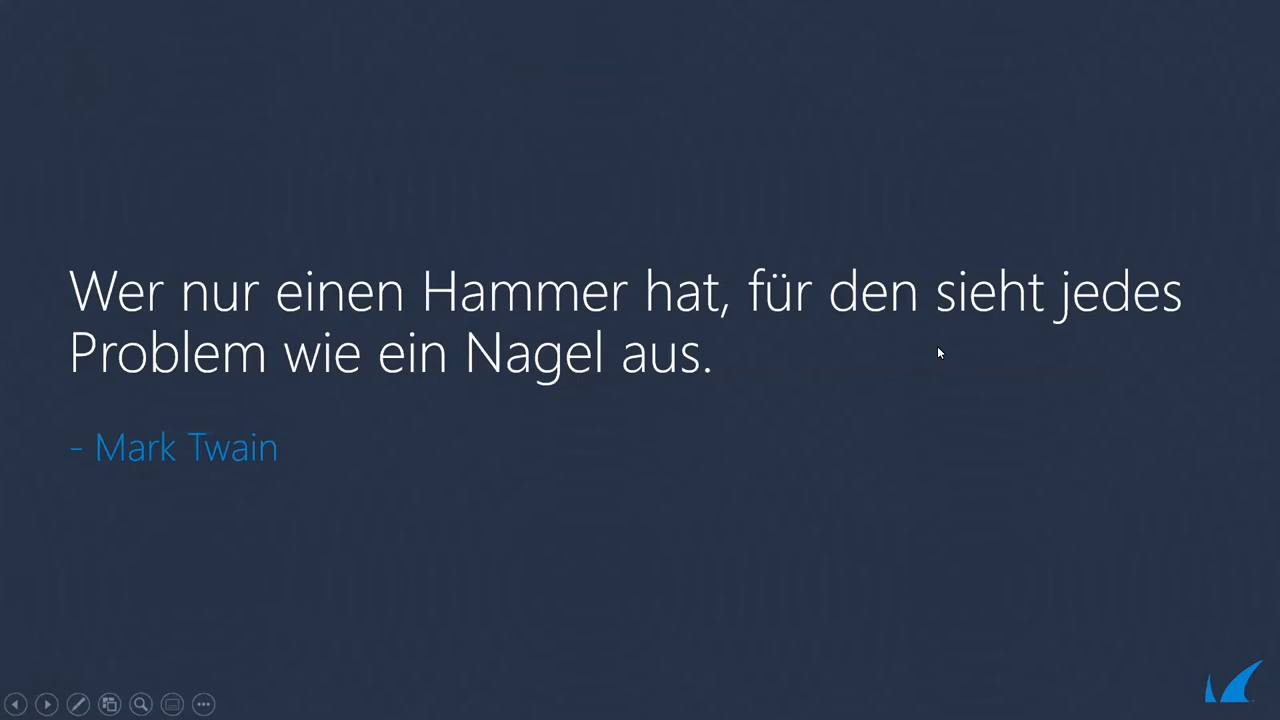 Wer nur einen Hammer hat, für den sieht jedes
Problem wie ein Nagel aus.
- Mark Twain